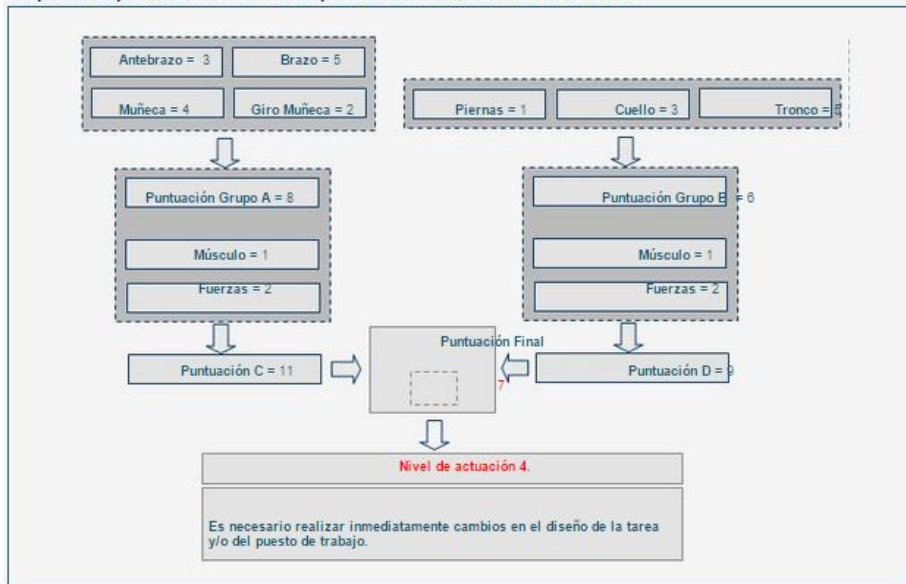 Antebrazo = 3
Brazo = 5
Muñeca = 4
Giro Muñeca = 2
Piernas = 1
Cuello = 3
Tronco = 5
Puntuación Grupo A = 8
Músculo = 1
Fuerzas = 2
Puntuación Grupo B = 6
Músculo = 1
Fuerzas = 2
Puntuación C = 11
Puntuación Final
7
Puntuación D = 9
Nivel de actuación 4.
Es necesario realizar inmediatamente cambios en el diseño de la tarea
y/o del puesto de trabajo.